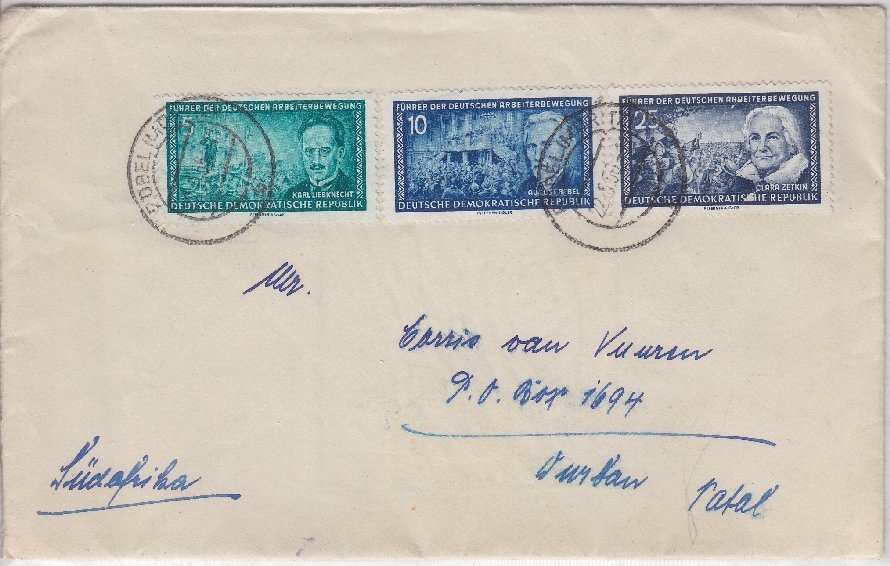 FÜHRER DER DEUTSCHEN ARBEITERBEWEGUNG
5
KARL LIEBKNECHT
DEUTSCHE DEMOKRATISCHE REPUBLIK
FÜHRER DER DEUTSCHEN ARBEITERBEWEGUNG
10
AUGUST BEBEL
DEUTSCHE DEMOKRATISCHE REPUBLIK
FÜHRER DER DEUTSCHEN ARBEITERBEWEGUNG
25
CLARA ZETKIN
DEUTSCHE DEMOKRATISCHE REPUBLIK
Mr.
Corris van Vuuren
P.O. Box 1694
Durban
Natal
Südafrika